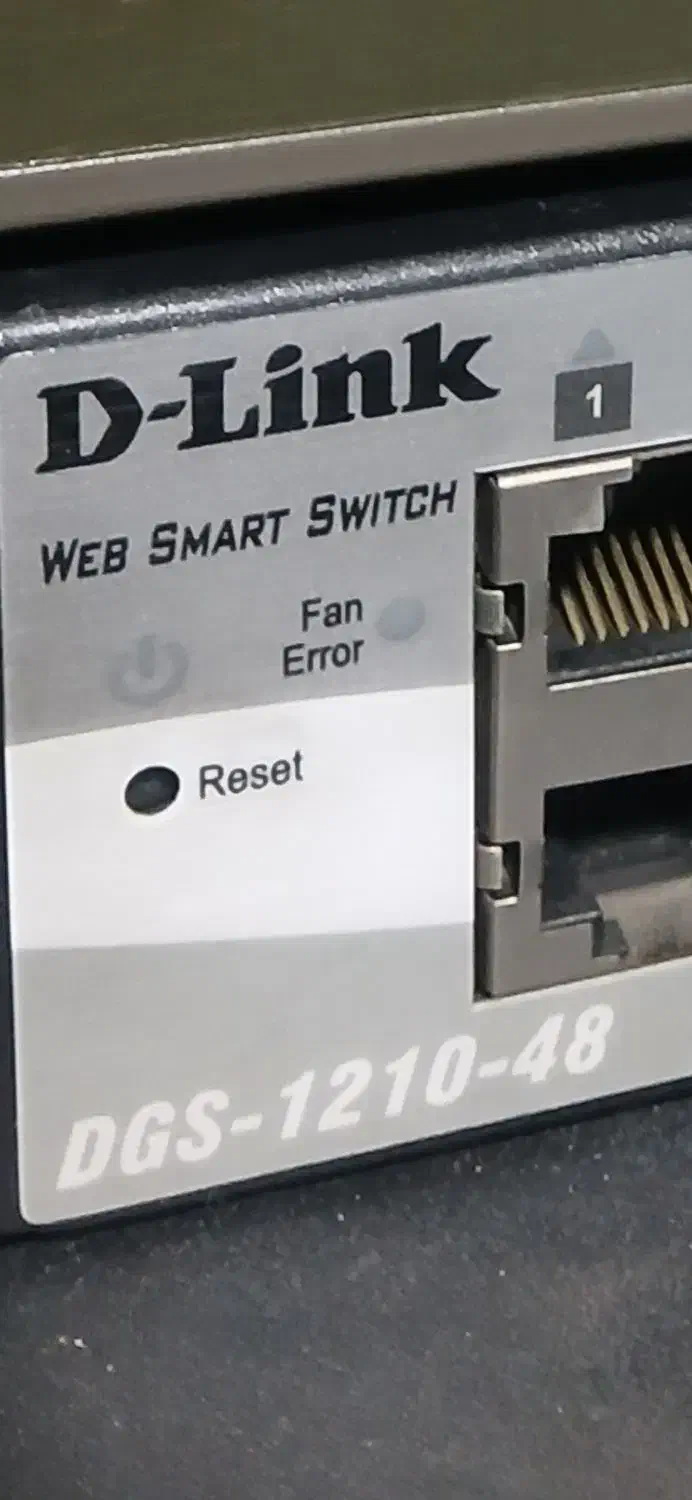 D-Link
1
WEB SMART SWITCH
Fan
Error
Reset
DGS-1210-48